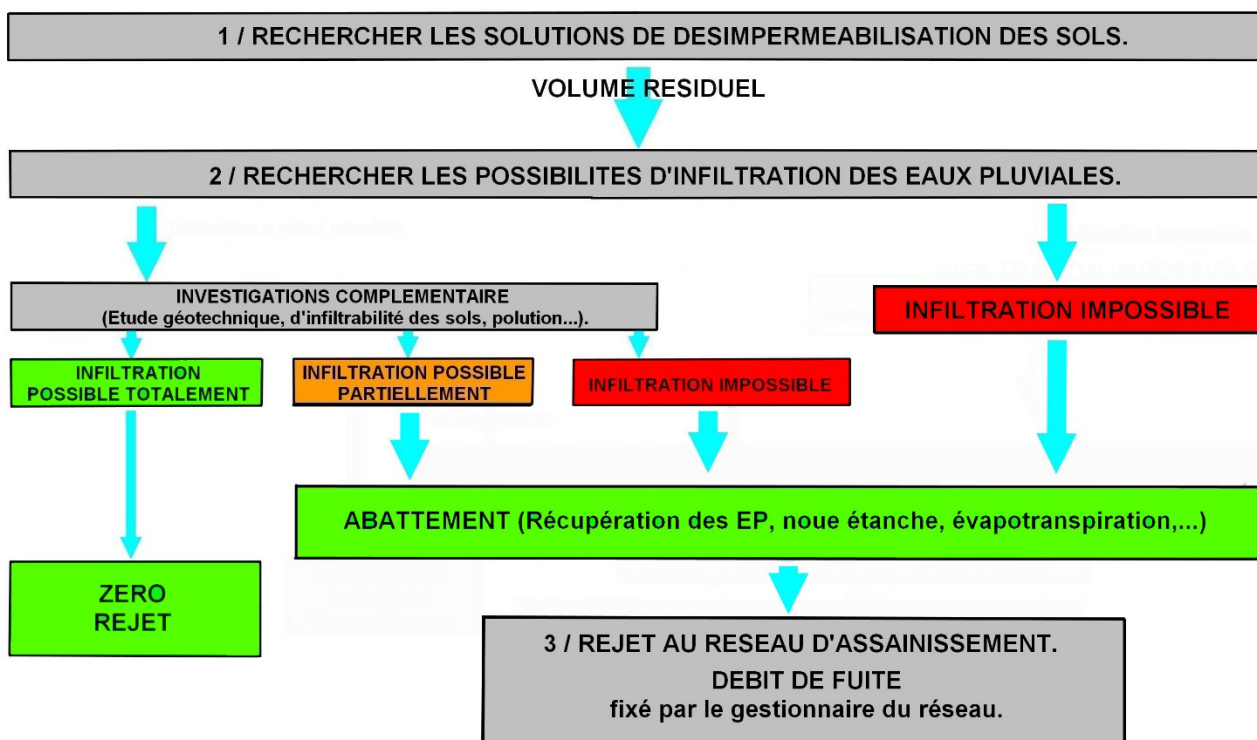 1 / RECHERCHER LES SOLUTIONS DE DESIMPERMEABILISATION DES SOLS.
VOLUME RESIDUEL
2 / RECHERCHER LES POSSIBILITES D'INFILTRATION DES EAUX PLUVIALES.
INVESTIGATIONS COMPLEMENTAIRE
(Etude géotechnique, d'infiltrabilité des sols, polution...).
INFILTRATION IMPOSSIBLE
INFILTRATION
POSSIBLE TOTALEMENT
INFILTRATION POSSIBLE
PARTIELLEMENT
INFILTRATION IMPOSSIBLE
ABATTEMENT (Récupération des EP, noue étanche, évapotranspiration,...)
ZERO
REJET
3 / REJET AU RESEAU D'ASSAINISSEMENT.
DEBIT DE FUITE
fixé par le gestionnaire du réseau.